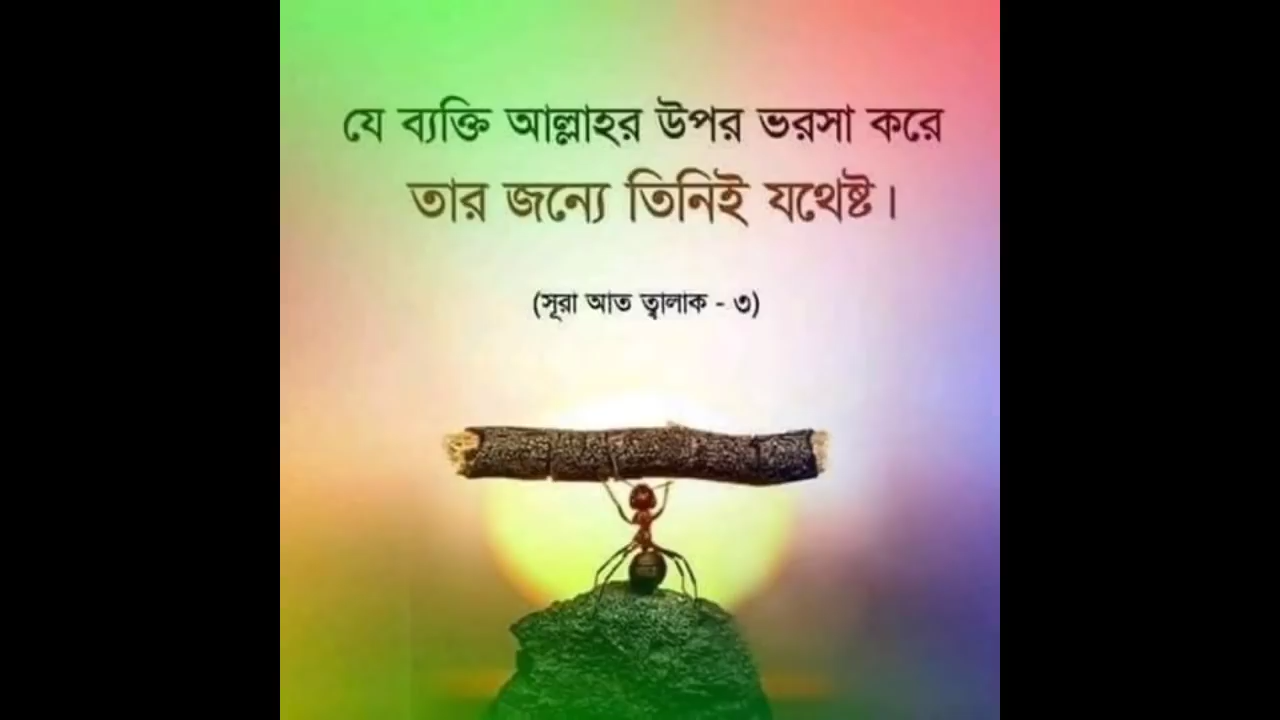 যে ব্যক্তি আল্লাহর উপর ভরসা করে
তার জন্যে তিনিই যথেষ্ট।
(সূরা আত ত্বালাক - ৩)